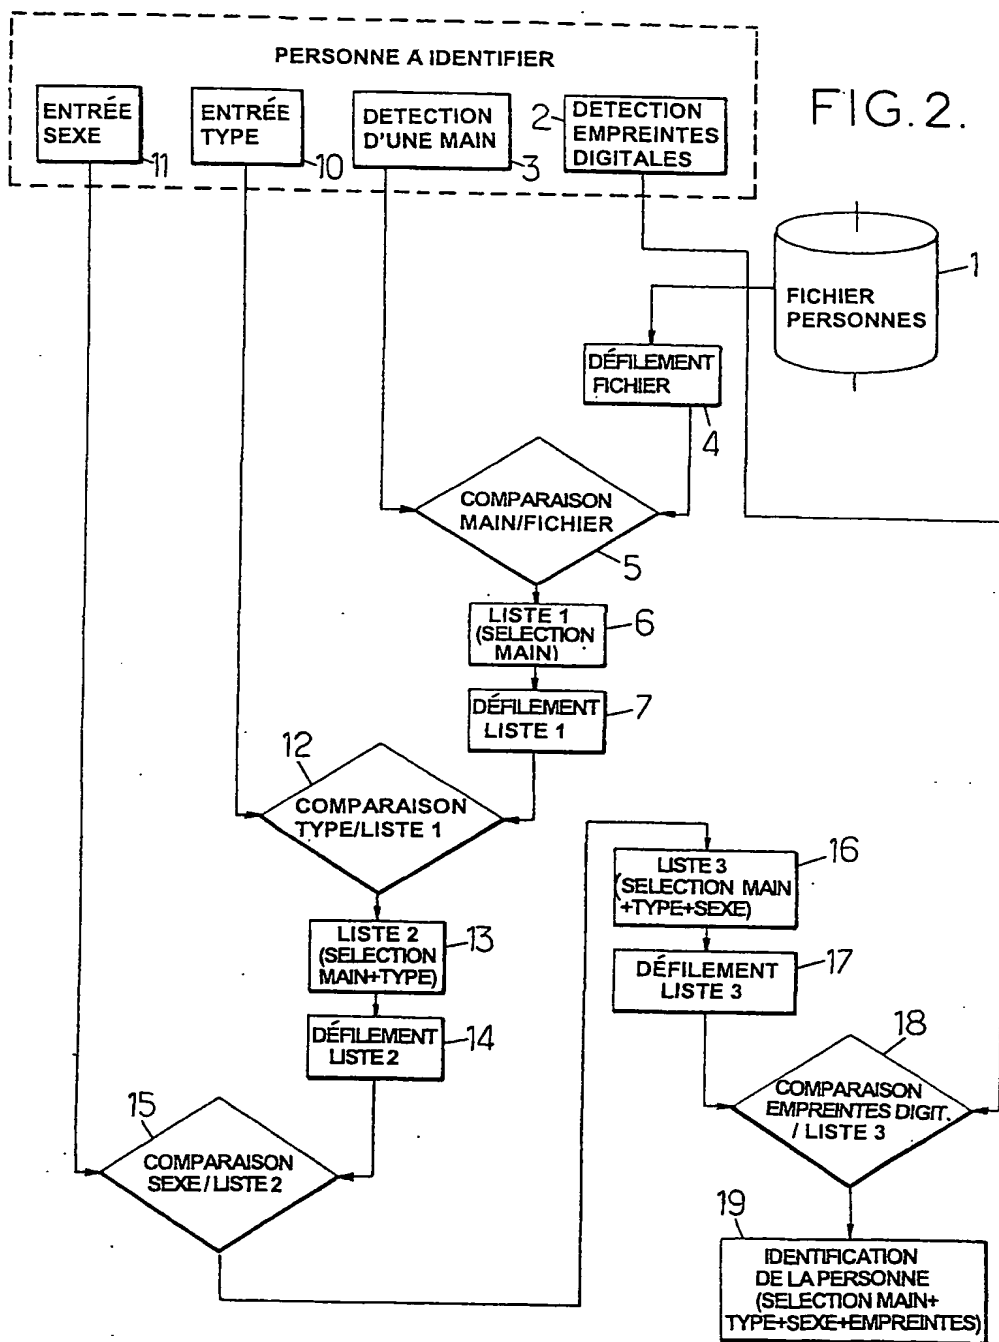 PERSONNE A IDENTIFIER
ENTRÉE
SEXE
11
ENTRÉE
TYPE
10
DETECTION
D'UNE MAIN
3
2
DETECTION
EMPREINTES
DIGITALES
FIG.2.
1
FICHIER
PERSONNES
DÉFILEMENT
FICHIER
4
COMPARAISON
MAIN/FICHIER
5
LISTE 1
(SELECTION
MAIN)
6
DÉFILEMENT
LISTE 1
7
12
COMPARAISON
TYPE/LISTE 1
LISTE 2
(SELECTION
MAIN+TYPE)
13
DÉFILEMENT
LISTE 2
14
15
COMPARAISON
SEXE/LISTE 2
LISTE 3
(SELECTION MAIN
+TYPE+SEXE)
16
DÉFILEMENT
LISTE 3
17
18
COMPARAISON
EMPREINTES DIGIT.
/ LISTE 3
19
IDENTIFICATION
DE LA PERSONNE
(SELECTION MAIN+
TYPE+SEXE+EMPREINTES)